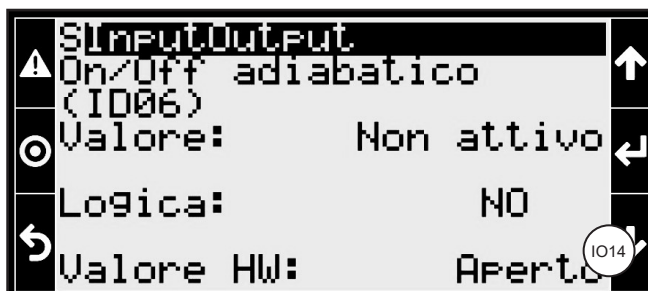 SInputOutput
On/Off adiabatico
(ID06)
Valore: Non attivo
Logica: NO
Valore HW: Aperto
IO14